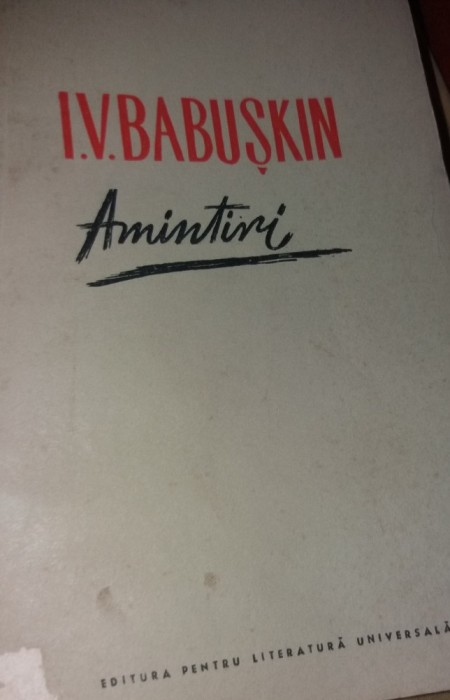 I.V.BABUȘKIN
Amintiri
EDITURA PENTRU LITERATURĂ UNIVERSALĂ